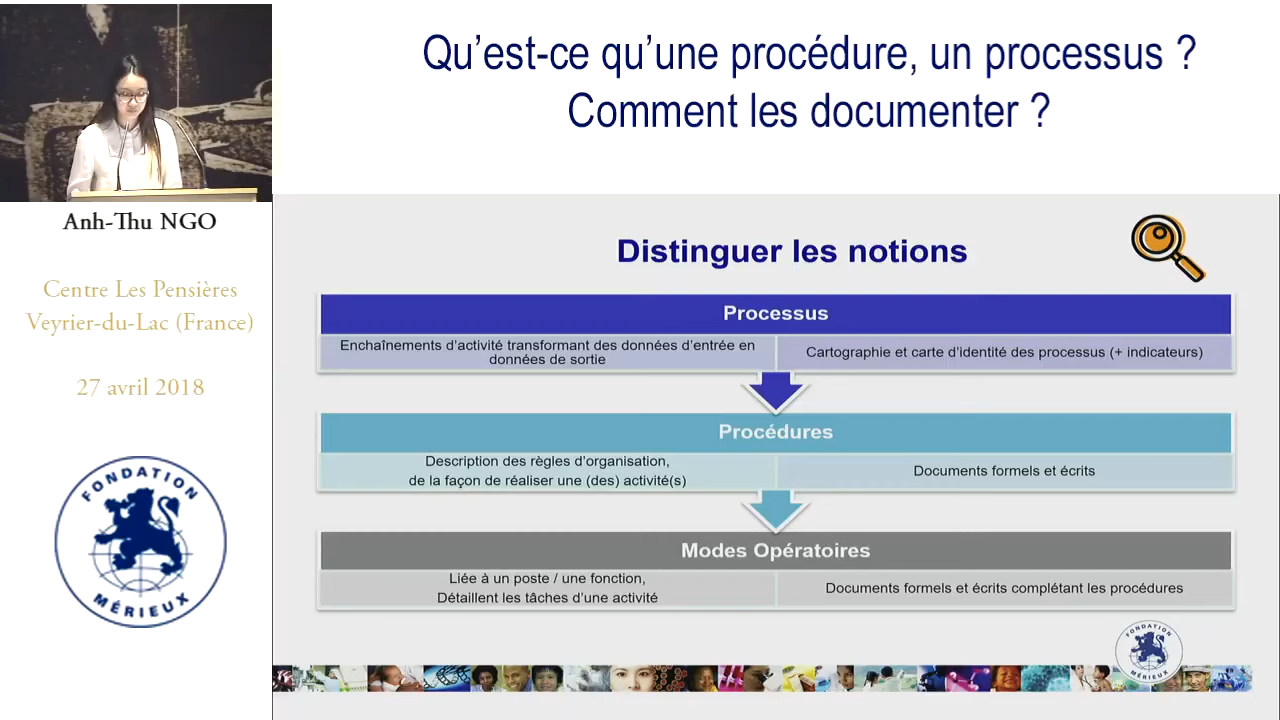 Qu’est-ce qu’une procédure, un processus ?
Comment les documenter ?
Anh-Thu NGO
Centre Les Pensières
Veyrier-du-Lac (France)
27 avril 2018
FONDATION
MÉRIEUX
Distinguer les notions
Processus
Enchaînements d’activité transformant des données d’entrée en
données de sortie
Cartographie et carte d’identité des processus (+ indicateurs)
Procédures
Description des règles d’organisation,
de la façon de réaliser une (des) activité(s)
Documents formels et écrits
Modes Opératoires
Liée à un poste / une fonction,
Détaillent les tâches d’une activité
Documents formels et écrits complétant les procédures
FONDATION
MÉRIEUX